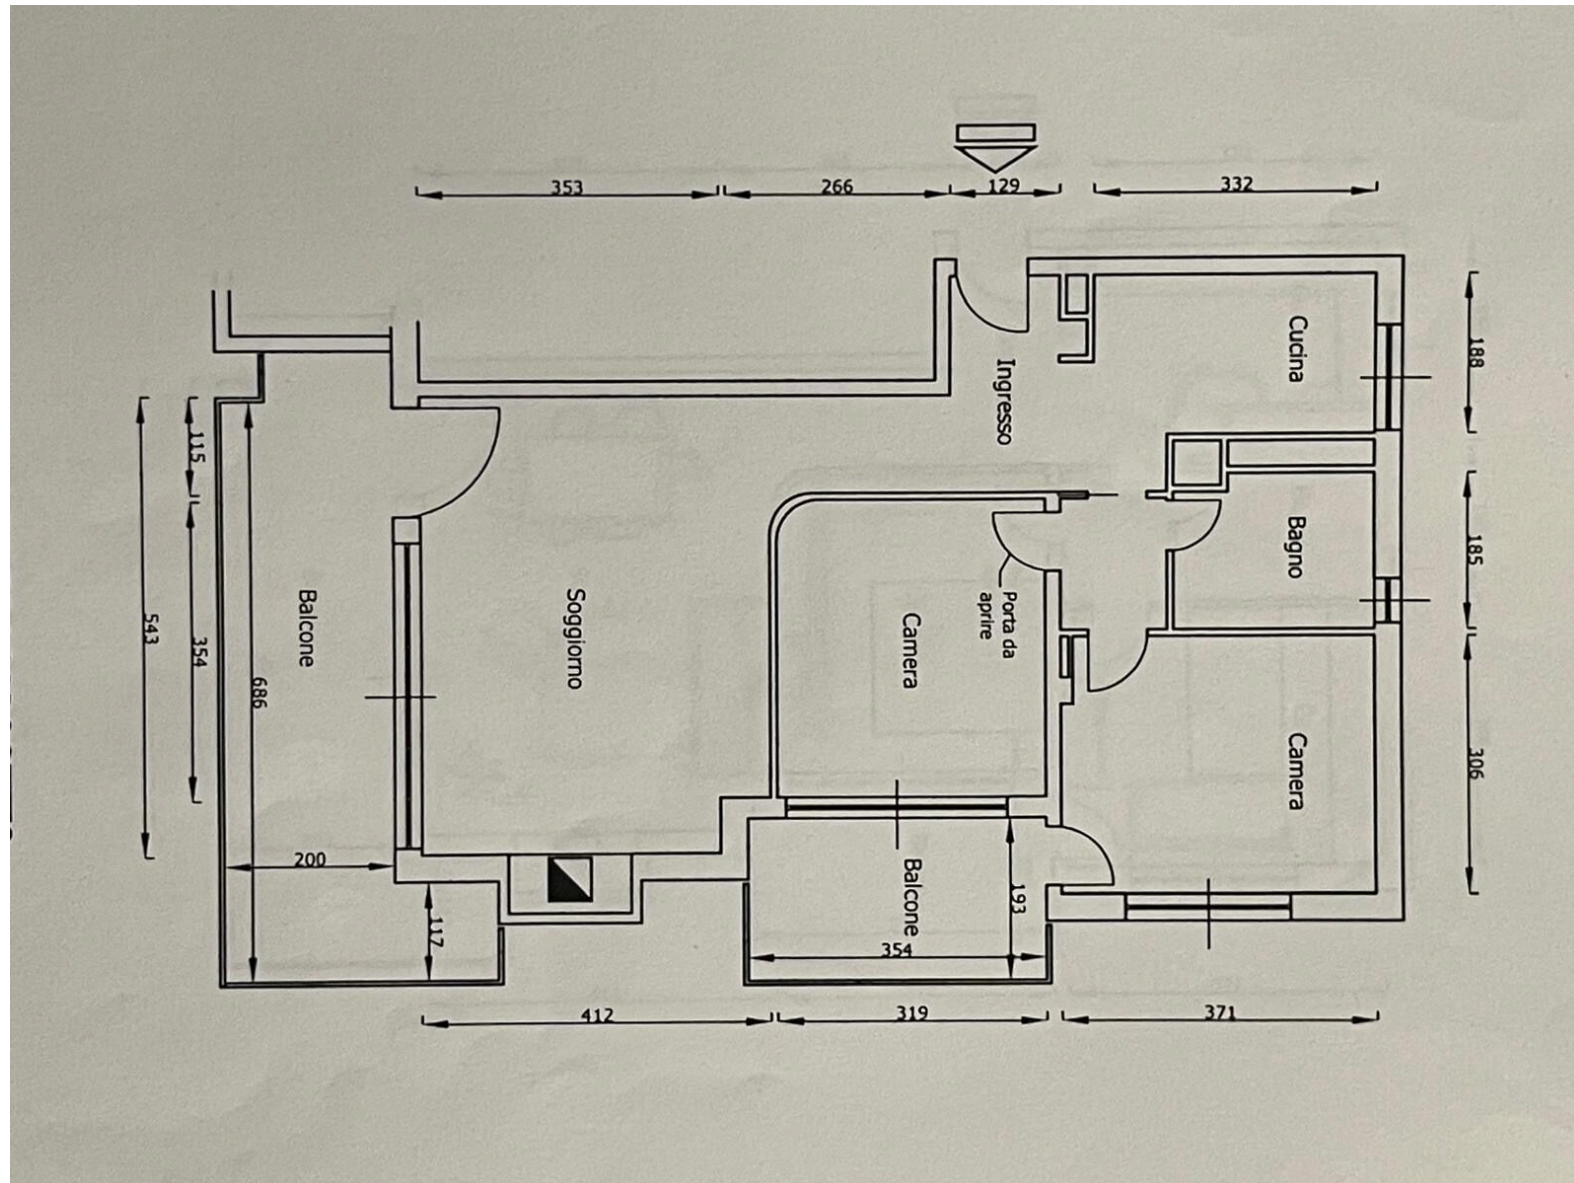 353
266
129
332
Cucina
188
Ingresso
115
Bagno
185
543
354
686
Balcone
Soggiorno
Camera
Porta da
aprire
Camera
306
200
117
Balcone
193
354
412
319
371